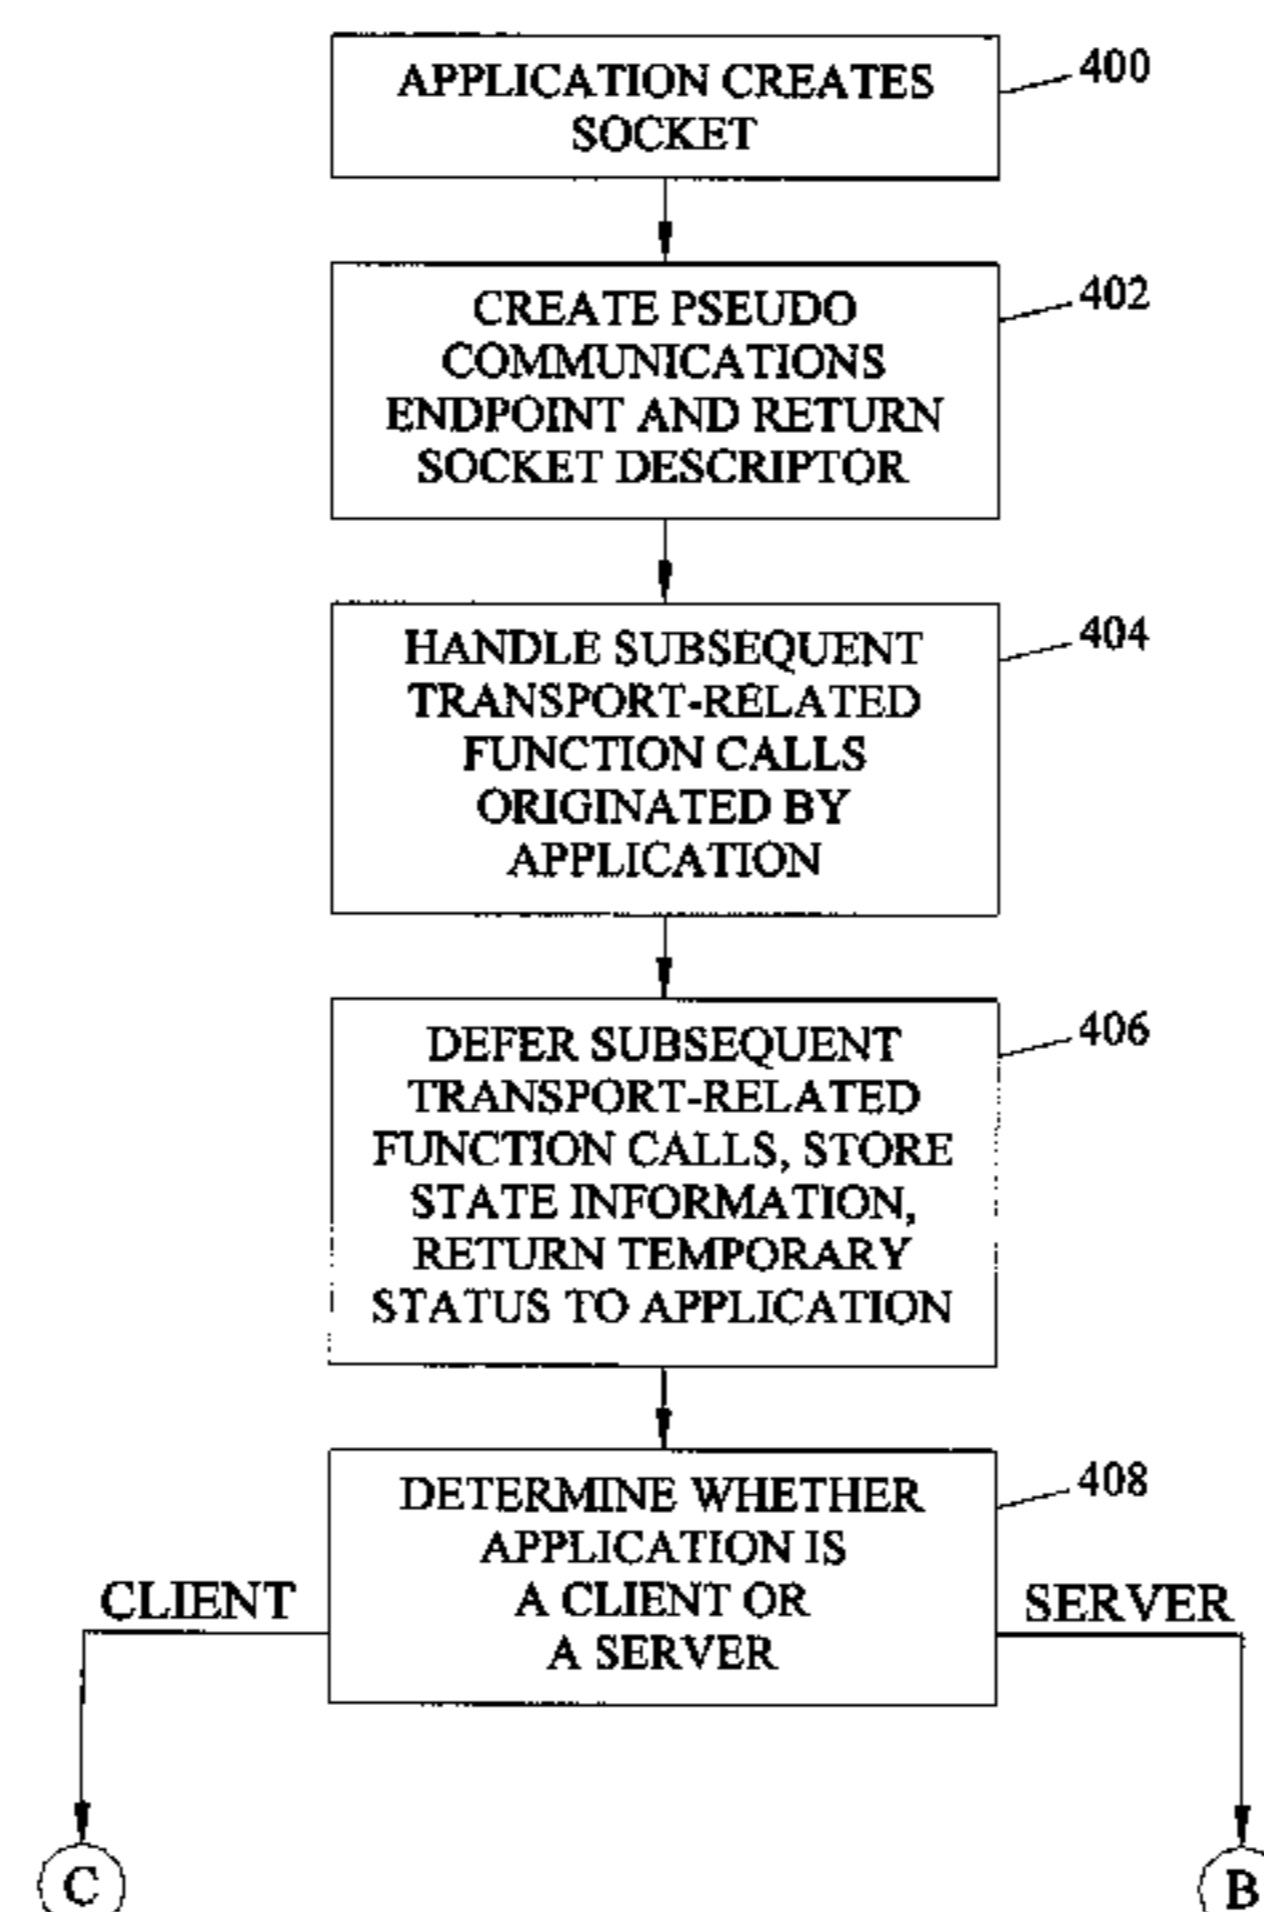 APPLICATION CREATES
SOCKET
400
CREATE PSEUDO
COMMUNICATIONS
ENDPOINT AND RETURN
SOCKET DESCRIPTOR
402
HANDLE SUBSEQUENT
TRANSPORT-RELATED
FUNCTION CALLS
ORIGINATED BY
APPLICATION
404
DEFER SUBSEQUENT
TRANSPORT-RELATED
FUNCTION CALLS, STORE
STATE INFORMATION,
RETURN TEMPORARY
STATUS TO APPLICATION
406
DETERMINE WHETHER
APPLICATION IS
A CLIENT OR
A SERVER
408
CLIENT
SERVER
C
B